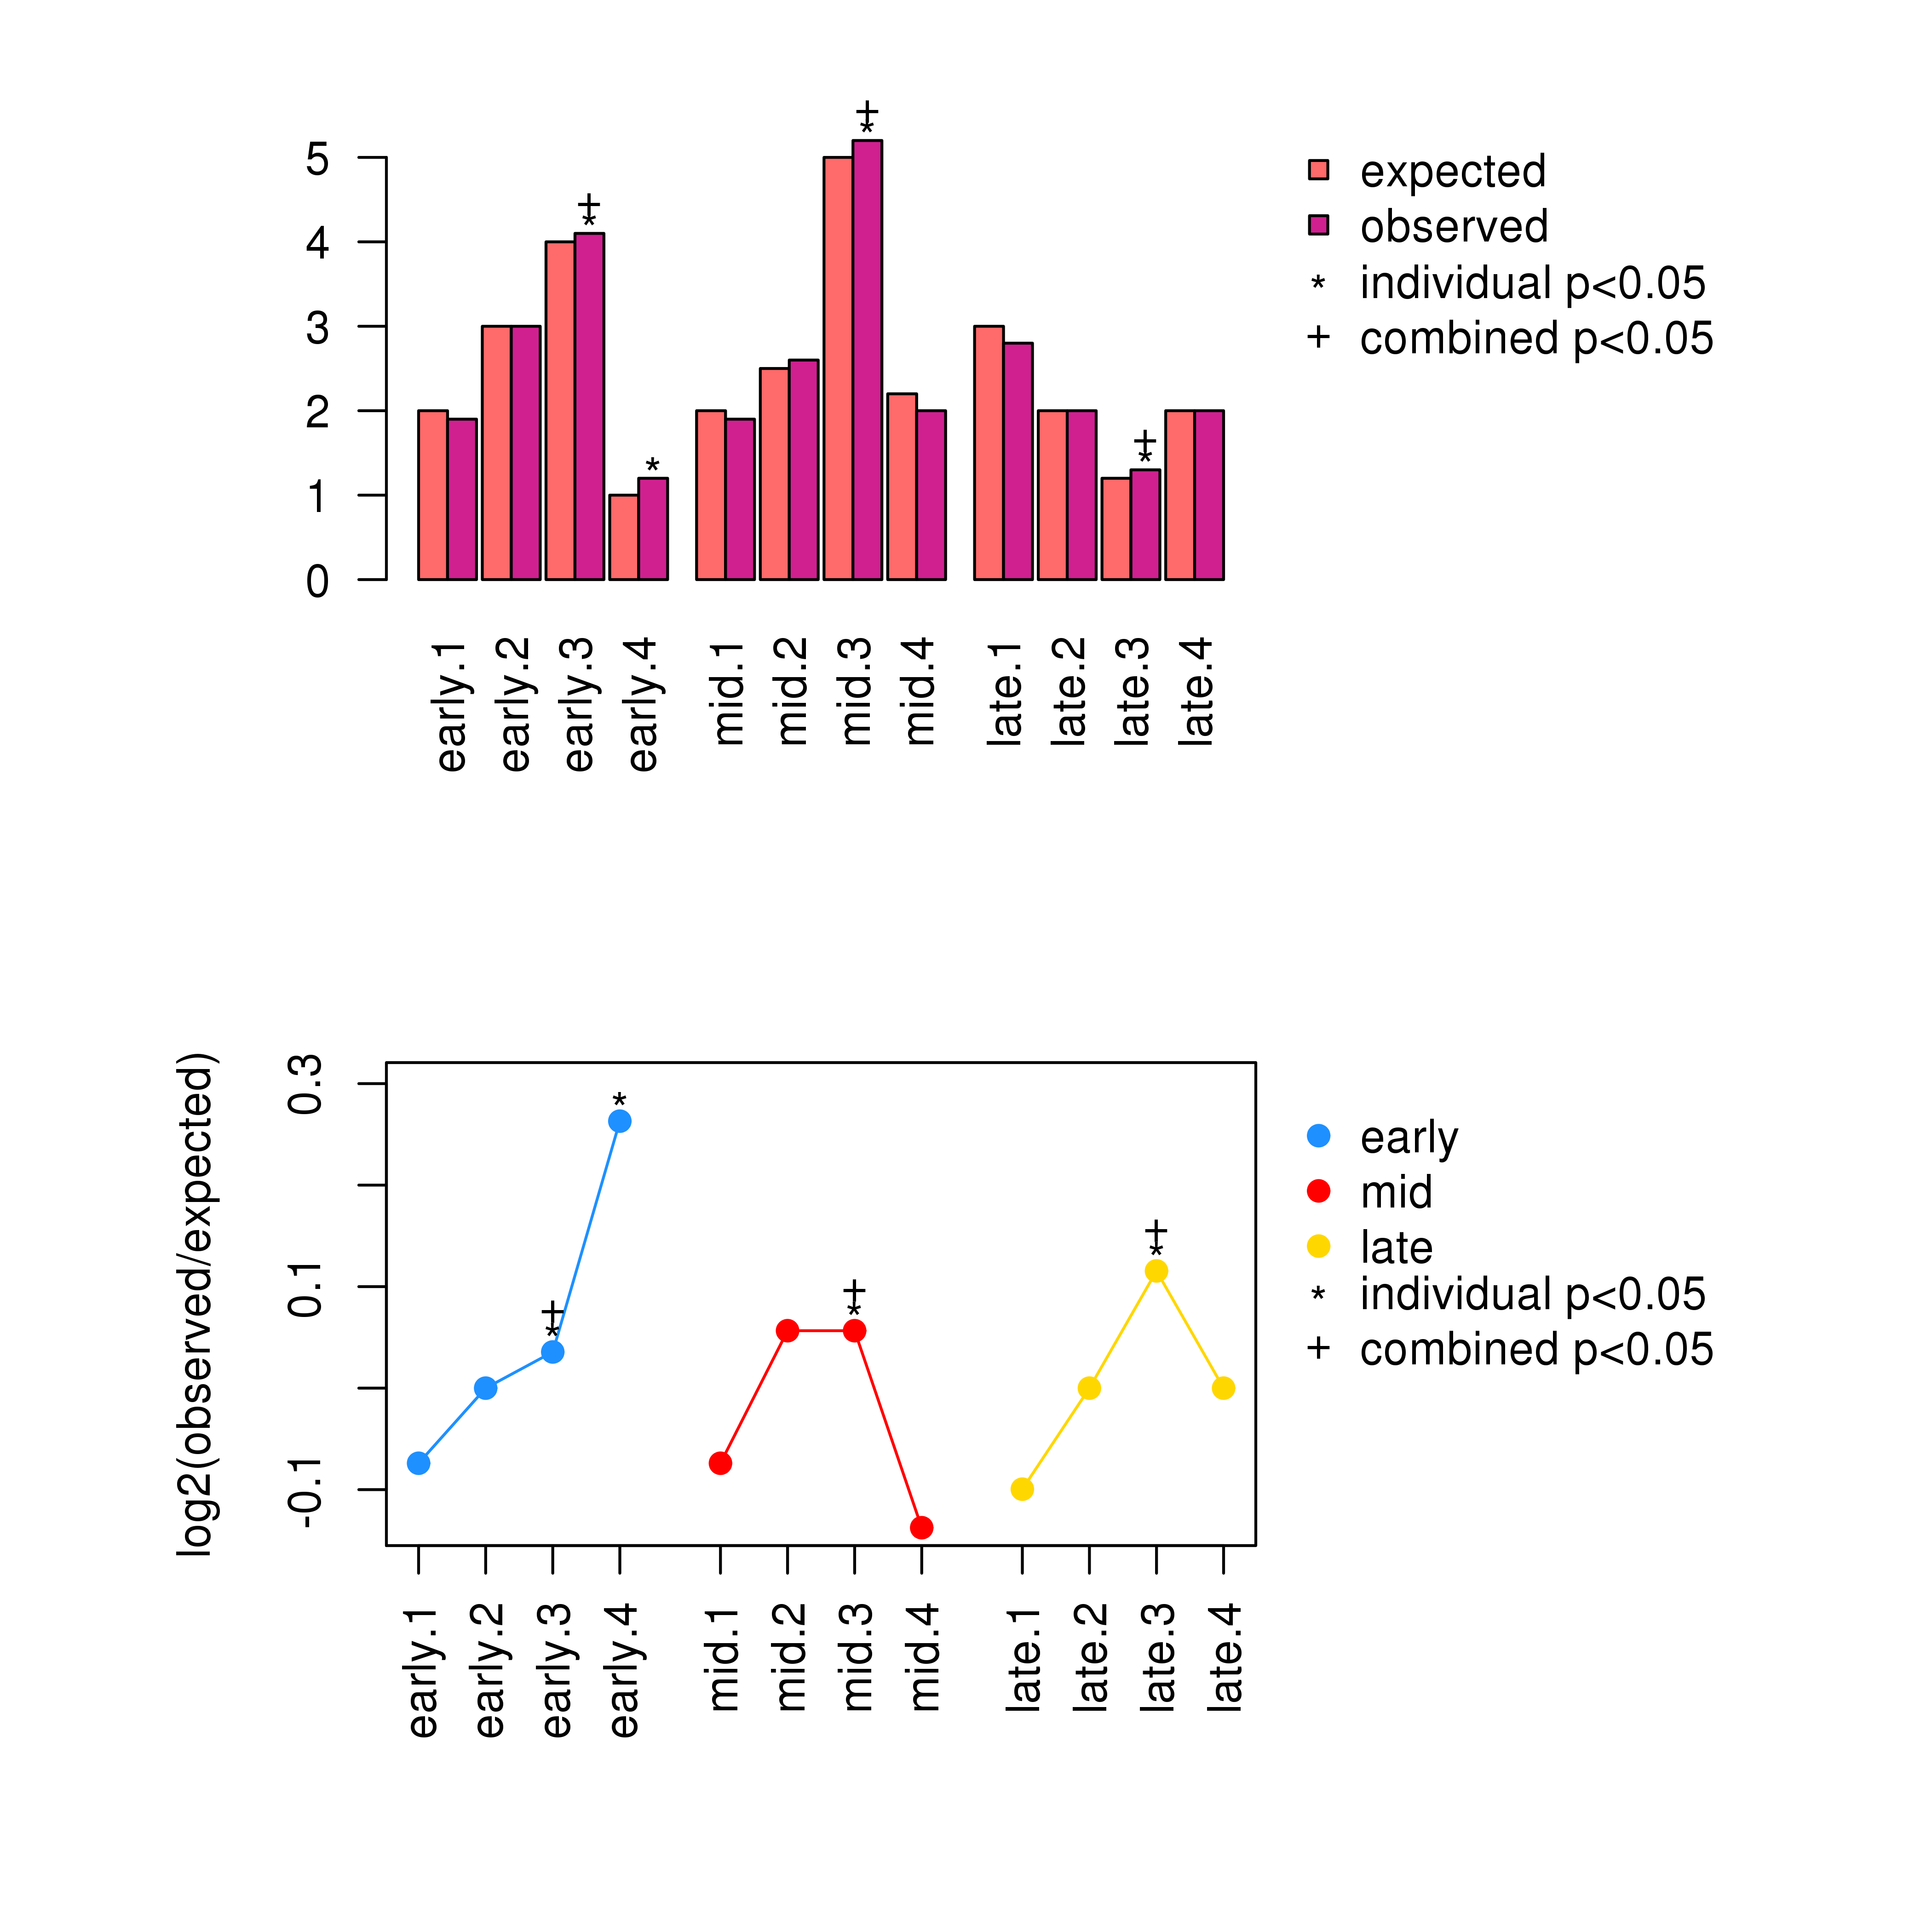 5
4
3
2
1
0
expected
observed
* individual p<0.05
+ combined p<0.05
+
*
+
*
*
+
*
early.1
early.2
early.3
early.4
mid.1
mid.2
mid.3
mid.4
late.1
late.2
late.3
late.4
log2(observed/expected)
0.3
0.1
-0.1
*
+
*
+
*
+
*
early
mid
late
* individual p<0.05
+ combined p<0.05
early.1
early.2
early.3
early.4
mid.1
mid.2
mid.3
mid.4
late.1
late.2
late.3
late.4